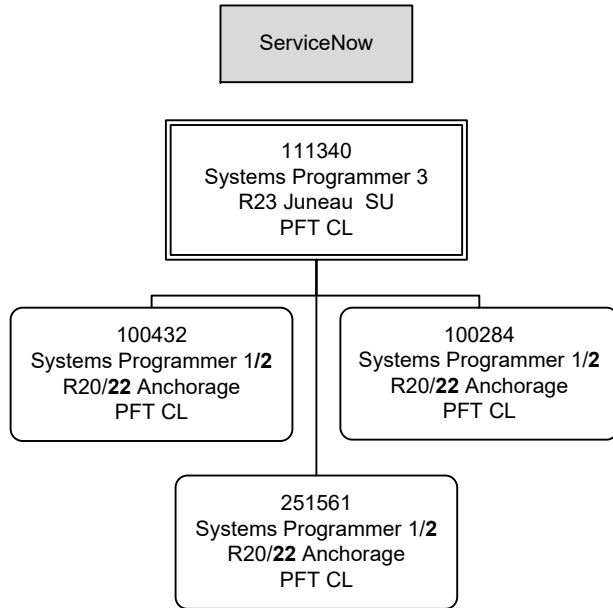 ServiceNow
111340
Systems Programmer 3
R23 Juneau  SU
PFT CL
100432
Systems Programmer 1/2
R20/22 Anchorage
PFT CL
100284
Systems Programmer 1/2
R20/22 Anchorage
PFT CL
251561
Systems Programmer 1/2
R20/22 Anchorage
PFT CL